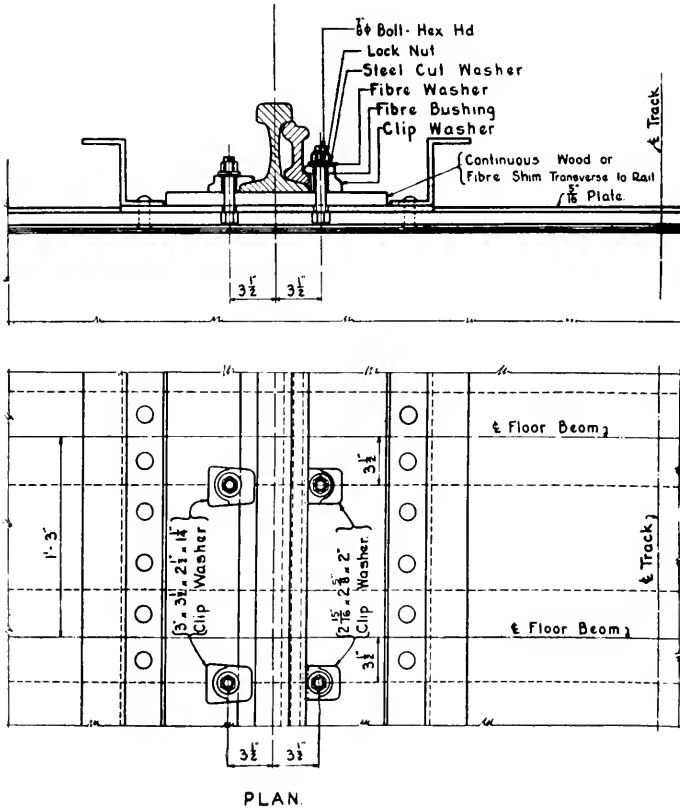 7/8"ϕ Bolt- Hex Hd
Lock Nut
Steel Cut Washer
Fibre Washer
Fibre Bushing
Clip Washer
Continuous Wood or
Fibre Shim Transverse to Rail
5/16" Plate.
℄ Track
3 1/2" 3 1/2"
℄ Floor Beam
3 1/2"
1'-3"
3" × 3 1/2" × 2 1/2" × 1 1/4"
Clip Washer
2 15/16 × 2 5/8 × 2"
Clip Washer.
℄ Track
℄ Floor Beam
3 1/2"
3 1/2" 3 1/2"
PLAN.